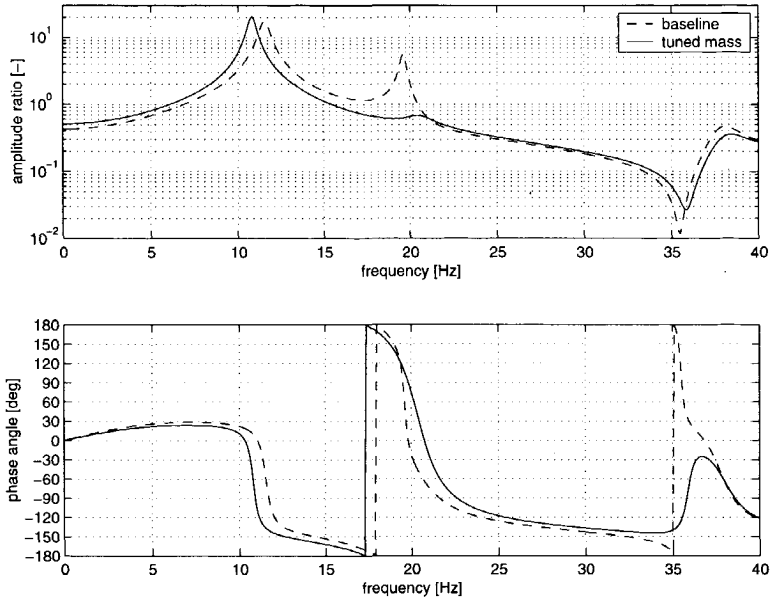 10^1
10^0
10^-1
10^-2
amplitude ratio [–]
baseline
tuned mass
0 5 10 15 20 25 30 35 40
frequency [Hz]
180
150
120
90
60
30
0
−30
−60
−90
−120
−150
−180
phase angle [deg]
0 5 10 15 20 25 30 35 40
frequency [Hz]